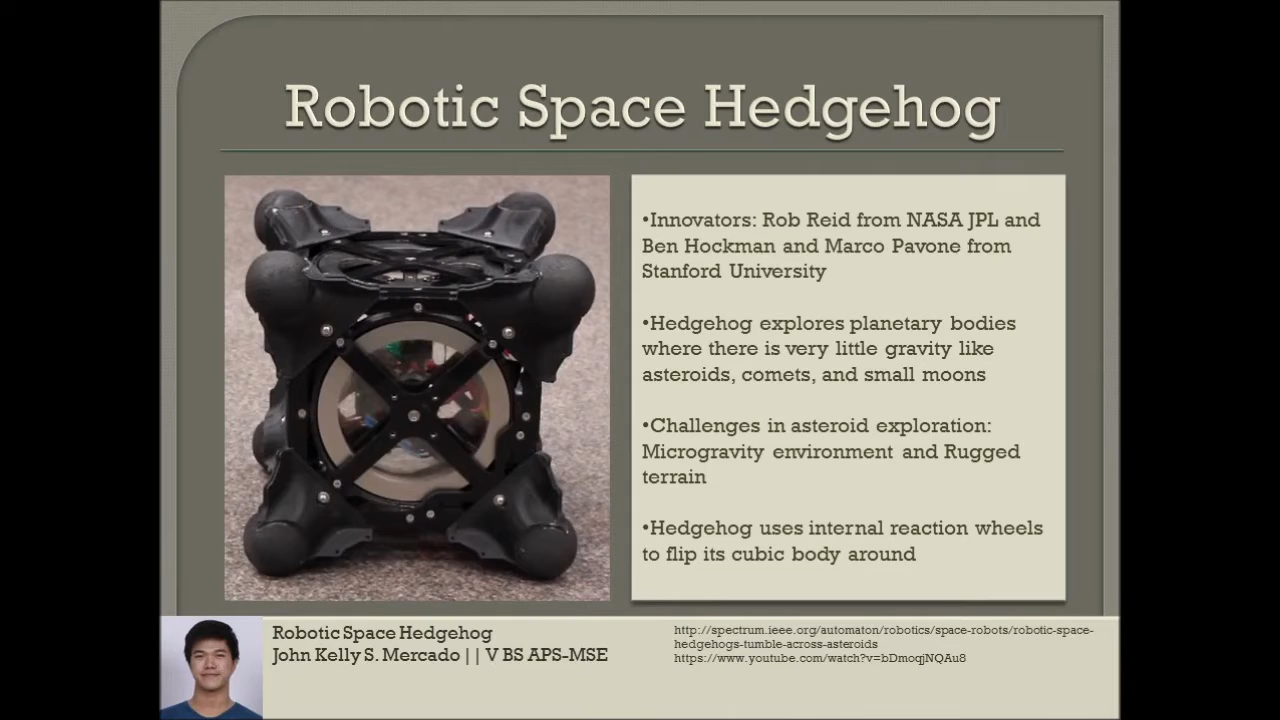 Robotic Space Hedgehog
•Innovators: Rob Reid from NASA JPL and
Ben Hockman and Marco Pavone from
Stanford University
•Hedgehog explores planetary bodies
where there is very little gravity like
asteroids, comets, and small moons
•Challenges in asteroid exploration:
Microgravity environment and Rugged
terrain
•Hedgehog uses internal reaction wheels
to flip its cubic body around
Robotic Space Hedgehog
John Kelly S. Mercado || V BS APS-MSE
http://spectrum.ieee.org/automaton/robotics/space-robots/robotic-space-
hedgehogs-tumble-across-asteroids
https://www.youtube.com/watch?v=bDmoqjNQAu8